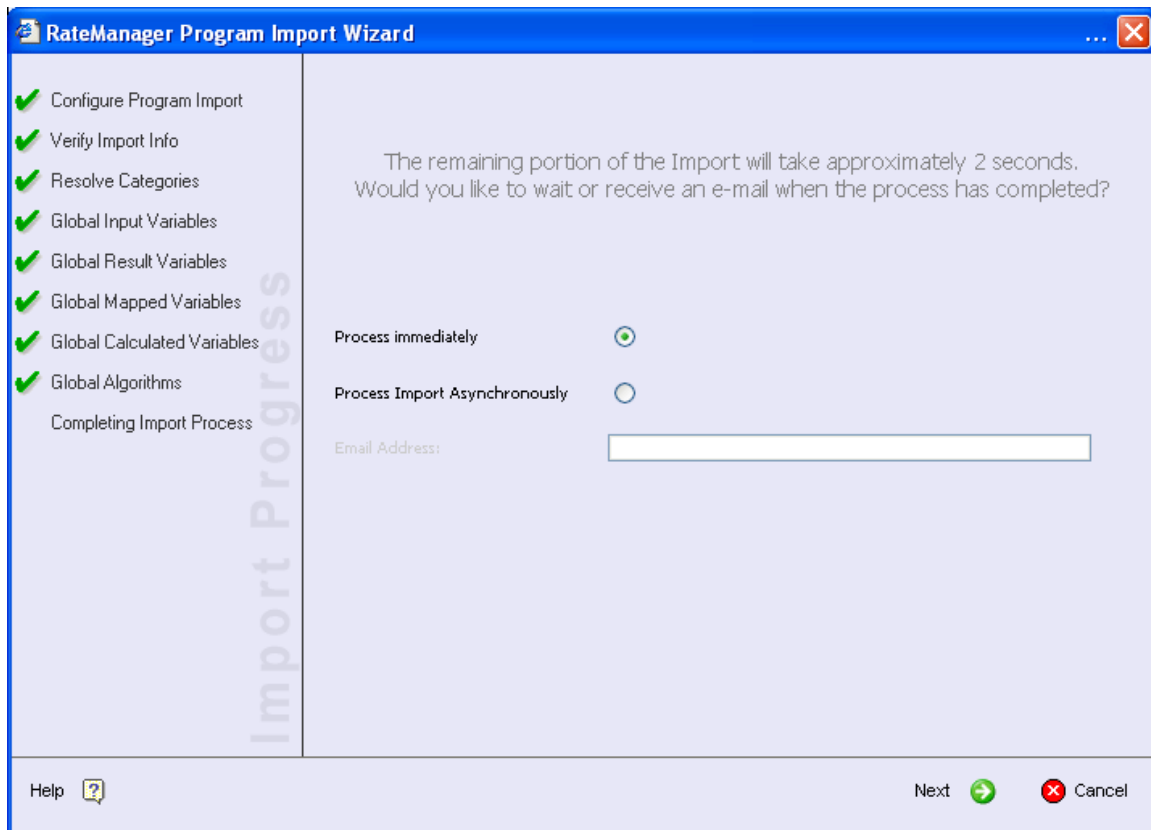 RateManager Program Import Wizard ...
Configure Program Import
Verify Import Info
Resolve Categories
Global Input Variables
Global Result Variables
Global Mapped Variables
Global Calculated Variables
Global Algorithms
Completing Import Process
Import Progress
The remaining portion of the Import will take approximately 2 seconds.
Would you like to wait or receive an e-mail when the process has completed?
Process immediately
Process Import Asynchronously
Email Address:
Help ?
Next
Cancel